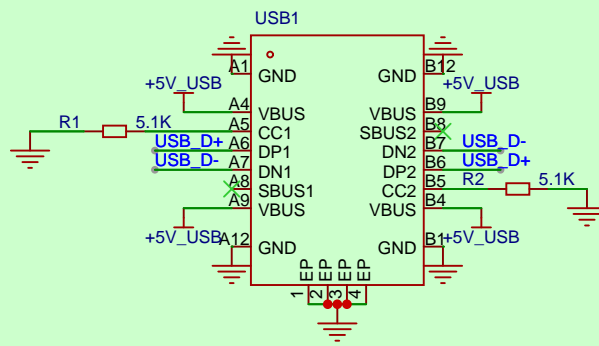 USB1
A1 GND GND B12
+5V_USB +5V_USB
A4 VBUS VBUS B9
R1 5.1K A5 CC1 SBUS2 B8
USB_D+ A6 DP1 DN2 B7 USB_D-
USB_D- A7 DN1 DP2 B6 USB_D+
A8 SBUS1 CC2 B5 R2 5.1K
A9 VBUS VBUS B4
+5V_USB +5V_USB
A12 GND GND B1
EP EP EP EP
1 2 3 4